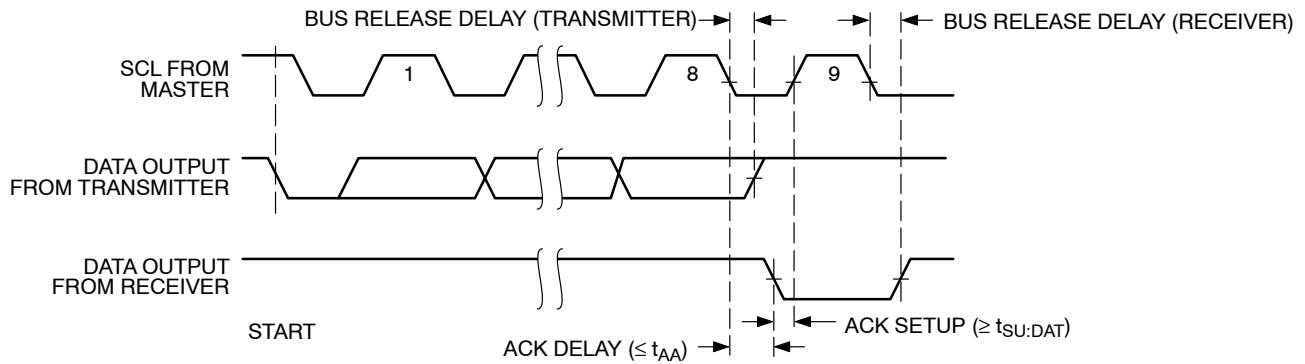 BUS RELEASE DELAY (TRANSMITTER)
BUS RELEASE DELAY (RECEIVER)
SCL FROM
MASTER
1
8
9
DATA OUTPUT
FROM TRANSMITTER
DATA OUTPUT
FROM RECEIVER
START
ACK SETUP (≥ tSU:DAT)
ACK DELAY (≤ tAA)